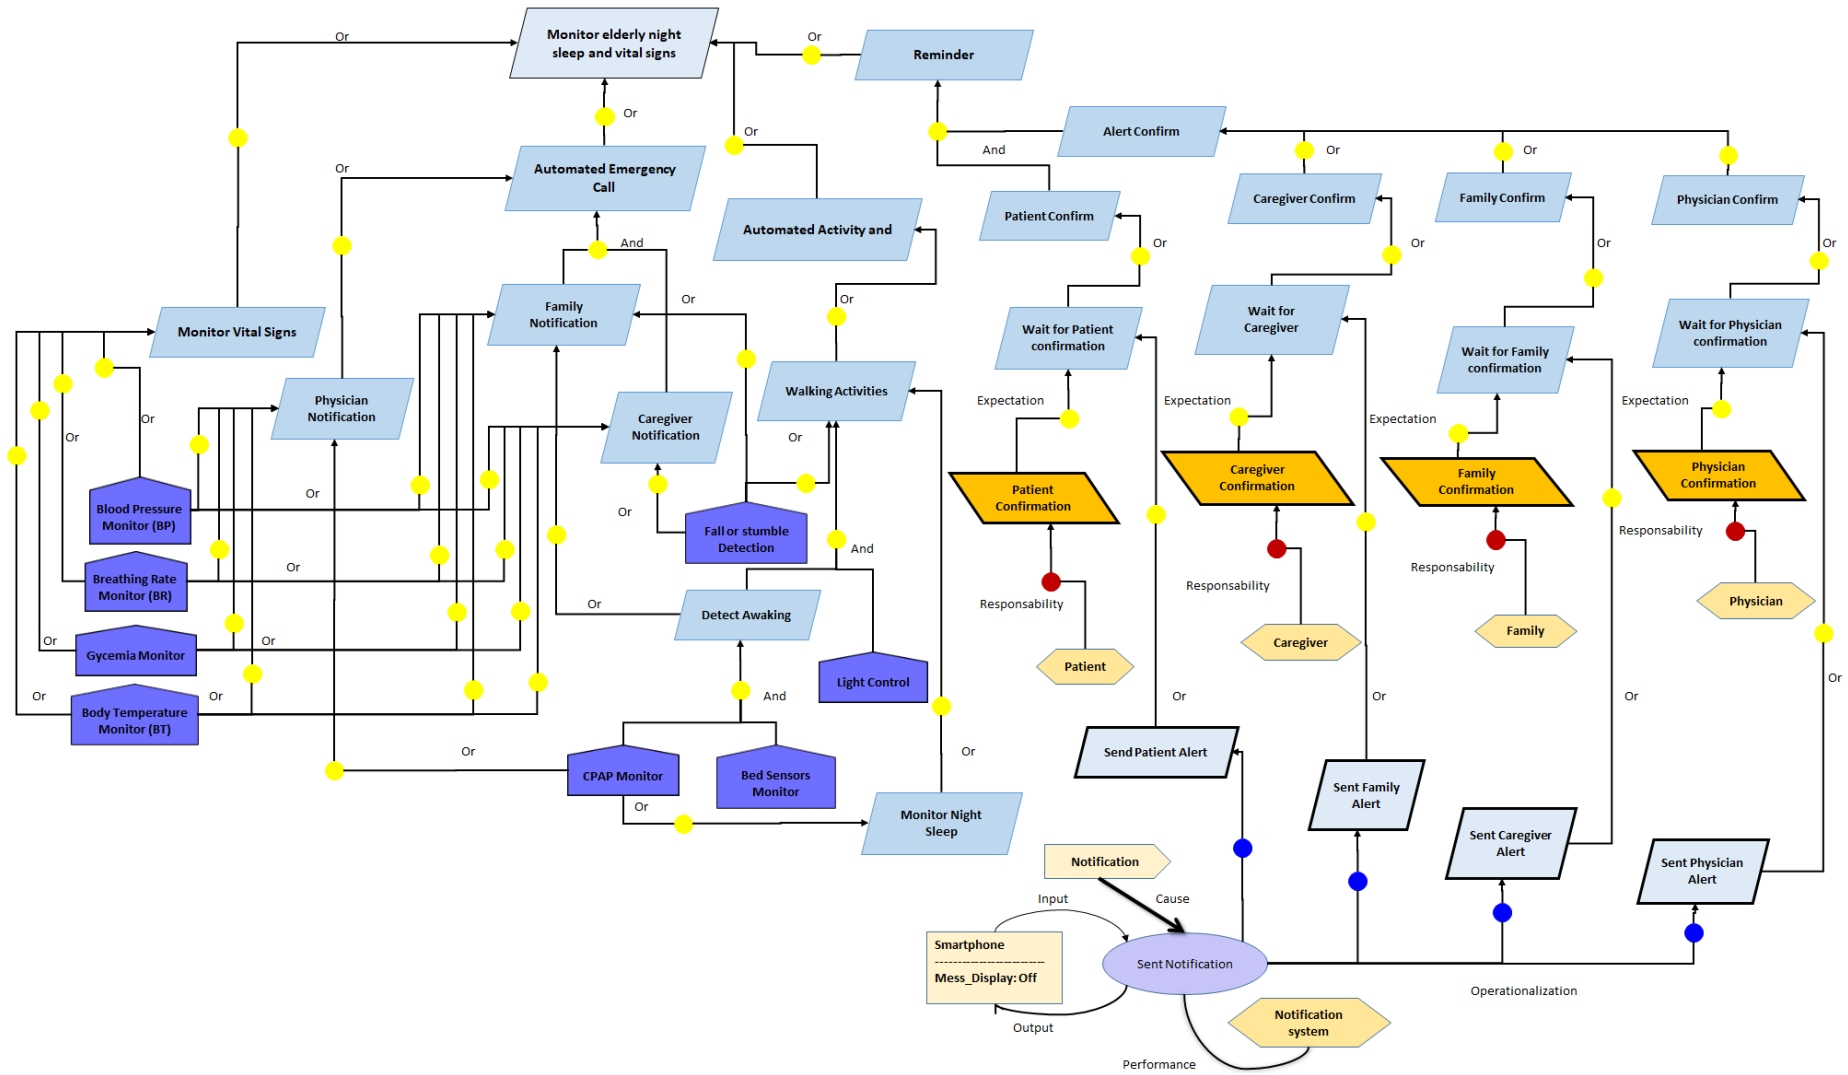 Monitor elderly night
sleep and vital signs
Or
Or
Reminder
Or
Or
Alert Confirm
And
Or
Or
Automated Emergency
Call
Or
Patient Confirm
Caregiver Confirm
Family Confirm
Physician Confirm
Automated Activity and
And
Or
Or
Or
Or
Family
Notification
Or
Or
Monitor Vital Signs
Wait for Patient
confirmation
Wait for
Caregiver
Wait for Family
confirmation
Wait for Physician
confirmation
Physician
Notification
Caregiver
Notification
Walking Activities
Or
Or
Or
Expectation
Expectation
Expectation
Expectation
Blood Pressure
Monitor (BP)
Or
Or
Fall or stumble
Detection
Patient
Confirmation
Caregiver
Confirmation
Family
Confirmation
Physician
Confirmation
Breathing Rate
Monitor (BR)
Or
And
Responsability
Responsability
Responsability
Responsability
Gycemia Monitor
Or
Or
Or
Detect Awaking
Patient
Caregiver
Family
Physician
Body Temperature
Monitor (BT)
Or
Or
And
Light Control
Or
Or
Or
Or
Or
CPAP Monitor
Bed Sensors
Monitor
Or
Or
Monitor Night
Sleep
Send Patient Alert
Sent Family
Alert
Sent Caregiver
Alert
Sent Physician
Alert
Notification
Cause
Input
Smartphone
------------------------
Mess_Display: Off
Output
Sent Notification
Operationalization
Notification
system
Performance